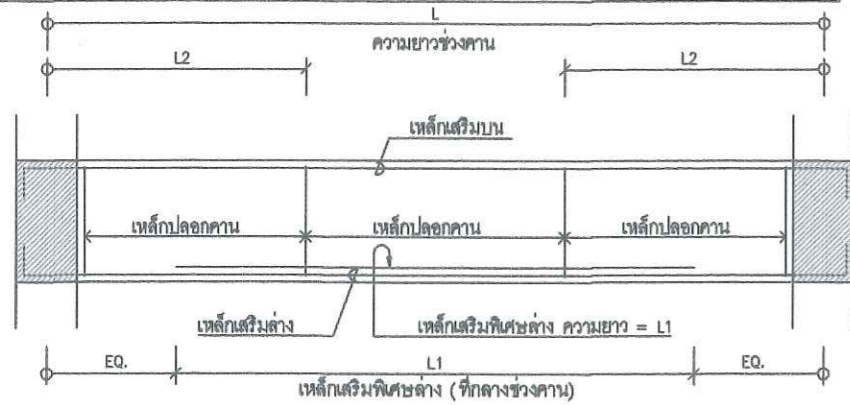 L
ความยาวช่วงคาน
L2 L2
เหล็กเสริมบน
เหล็กปลอกคาน เหล็กปลอกคาน เหล็กปลอกคาน
เหล็กเสริมล่าง เหล็กเสริมพิเศษล่าง ความยาว = L1
EQ. L1 EQ.
เหล็กเสริมพิเศษล่าง (ที่กลางช่วงคาน)